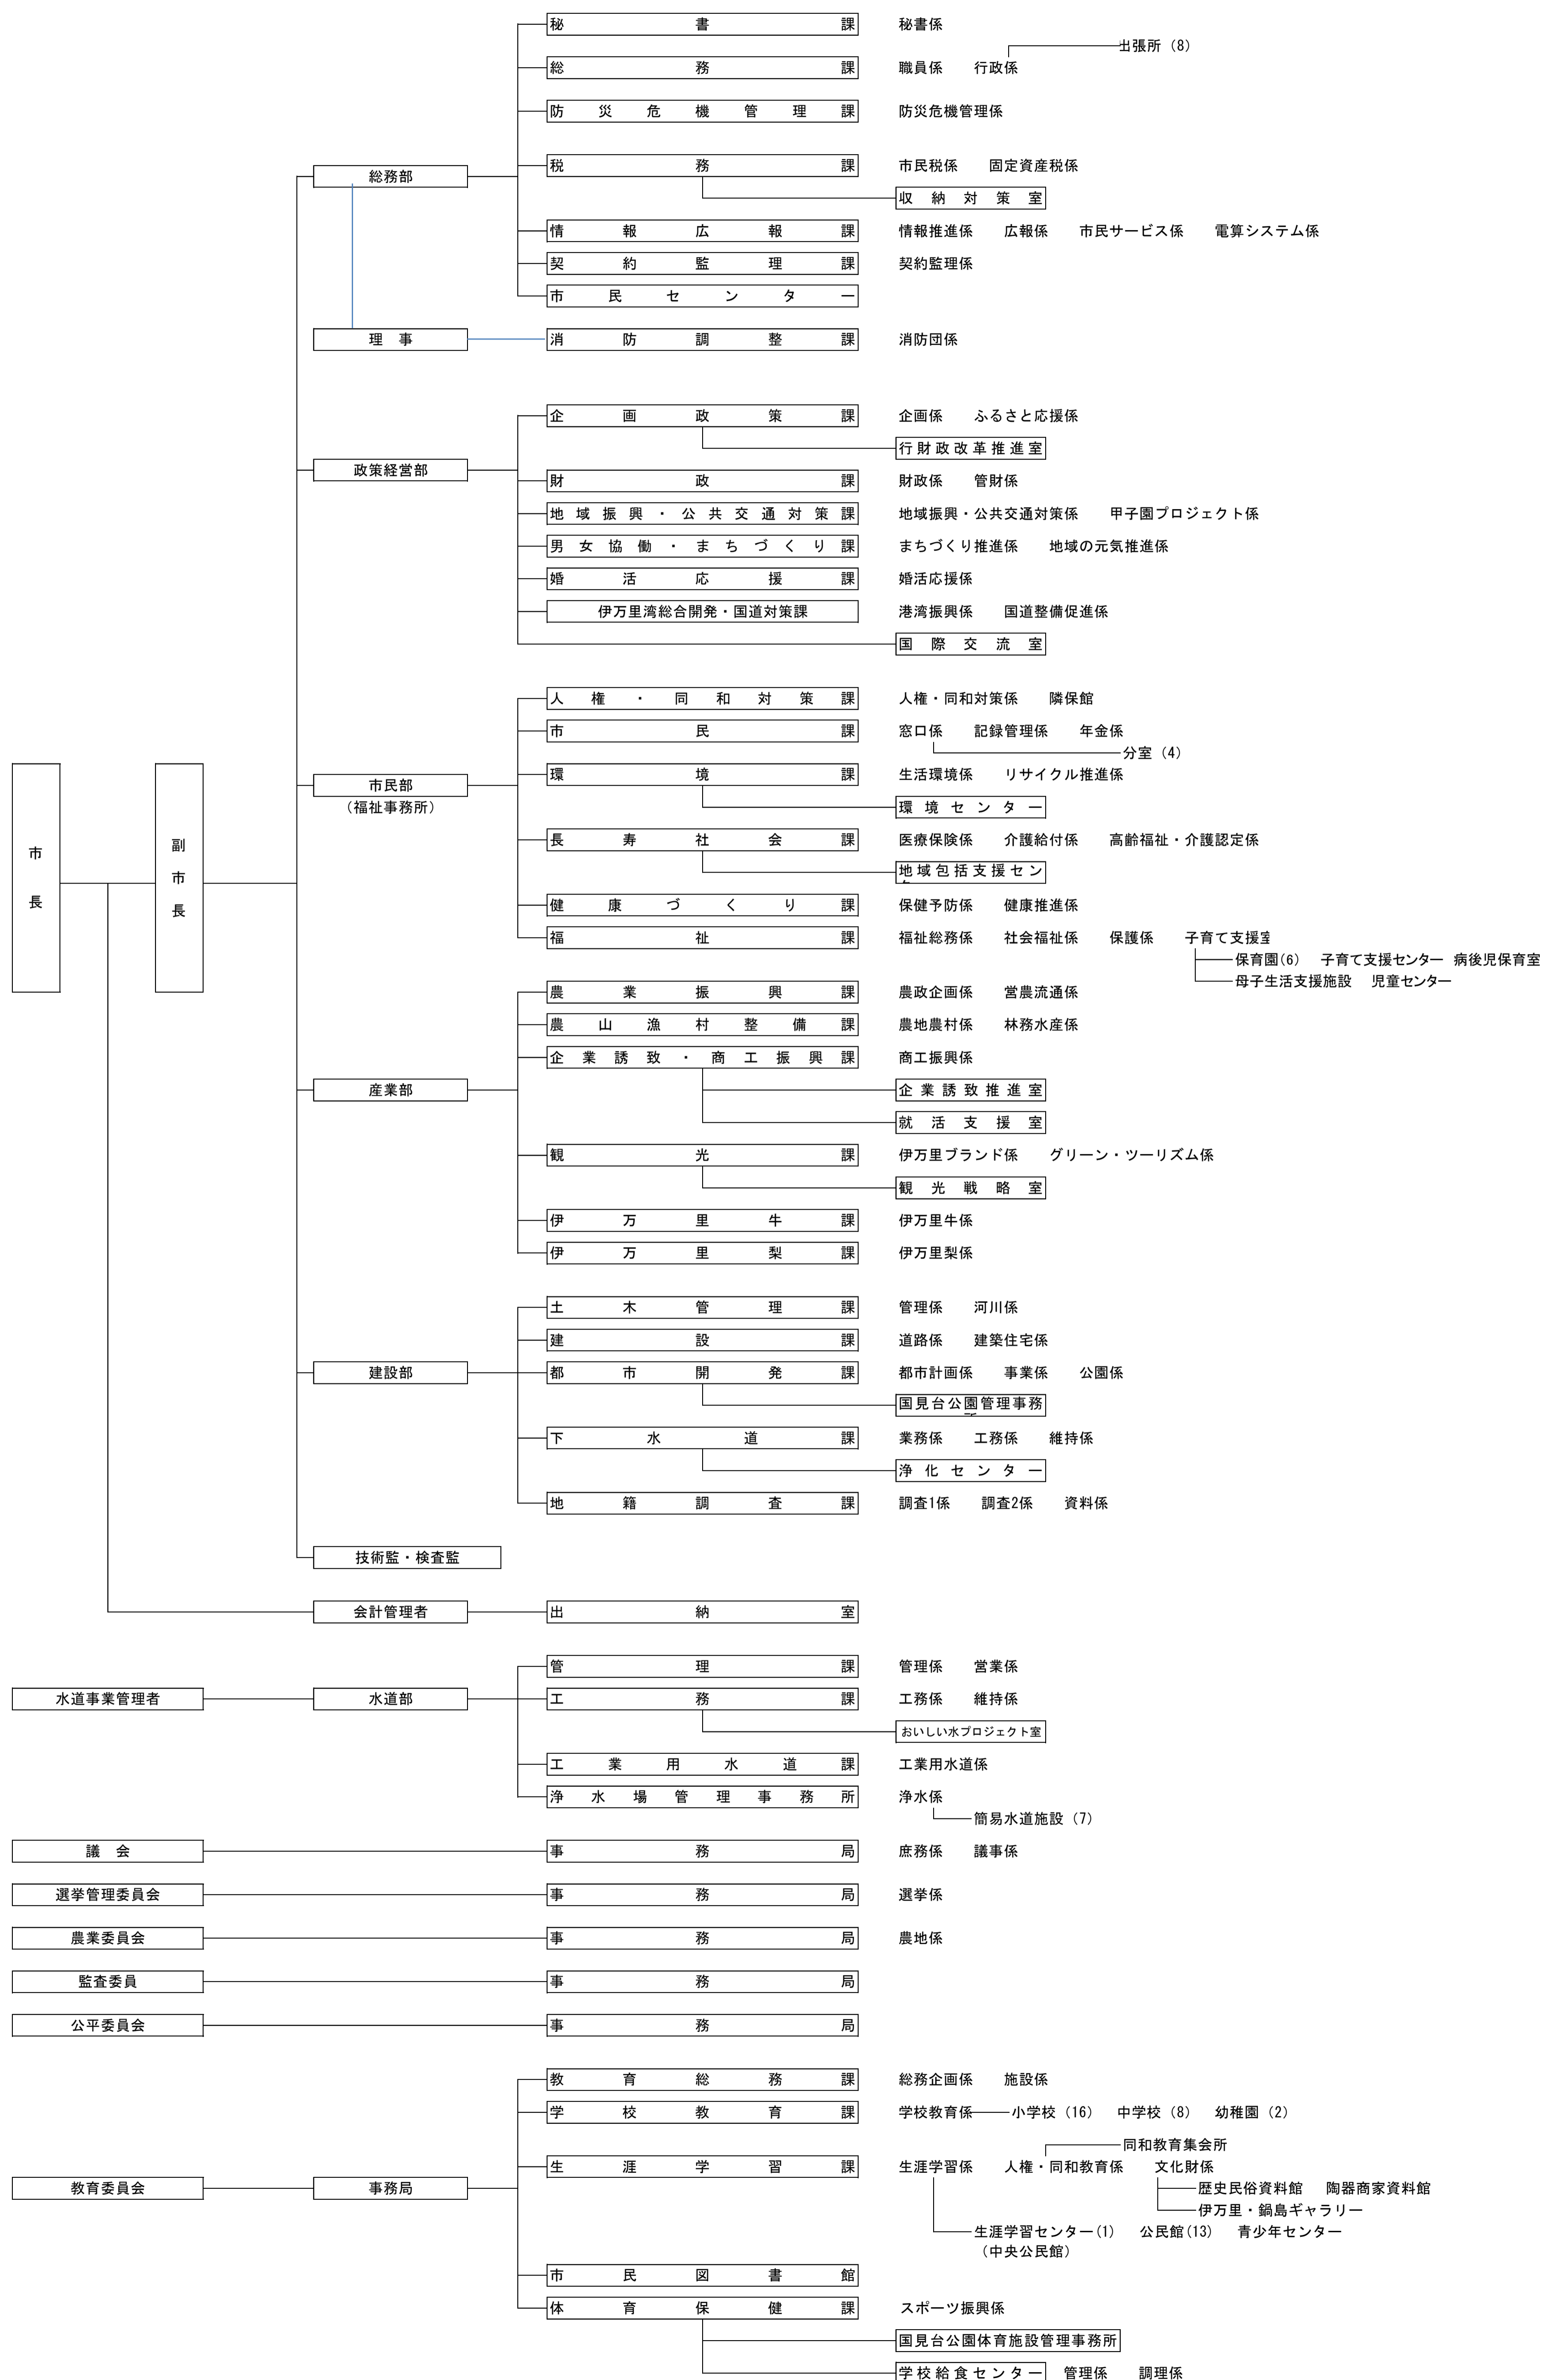 秘書課 秘書係
出張所（8）
総務課 職員係 行政係
防災危機管理課 防災危機管理係
税務課 市民税係 固定資産税係
総務部
収納対策室
情報広報課 情報推進係 広報係 市民サービス係 電算システム係
契約監理課 契約監理係
市民センター
理　事 消防調整課 消防団係
企画政策課 企画係 ふるさと応援係
行財政改革推進室
政策経営部
財政課 財政係 管財係
地域振興・公共交通対策課 地域振興・公共交通対策係 甲子園プロジェクト係
男女協働・まちづくり課 まちづくり推進係 地域の元気推進係
婚活応援課 婚活応援係
伊万里湾総合開発・国道対策課 港湾振興係 国道整備促進係
国際交流室
人権・同和対策課 人権・同和対策係 隣保館
市民課 窓口係 記録管理係 年金係
分室（4）
環境課 生活環境係 リサイクル推進係
市民部
（福祉事務所） 環境センター
長寿社会課 医療保険係 介護給付係 高齢福祉・介護認定係
地域包括支援セン
市長 副市長
健康づくり課 保健予防係 健康推進係
福祉課 福祉総務係 社会福祉係 保護係 子育て支援室
保育園(6) 子育て支援センター 病後児保育室
母子生活支援施設 児童センター
農業振興課 農政企画係 営農流通係
農山漁村整備課 農地農村係 林務水産係
企業誘致・商工振興課 商工振興係
産業部 企業誘致推進室
就活支援室
観光課 伊万里ブランド係 グリーン・ツーリズム係
観光戦略室
伊万里牛課 伊万里牛係
伊万里梨課 伊万里梨係
土木管理課 管理係 河川係
建設課 道路係 建築住宅係
建設部 都市開発課 都市計画係 事業係 公園係
国見台公園管理事務
下水道課 業務係 工務係 維持係
浄化センター
地籍調査課 調査1係 調査2係 資料係
技術監・検査監
会計管理者 出納室
管理課 管理係 営業係
水道事業管理者 水道部 工務課 工務係 維持係
おいしい水プロジェクト室
工業用水道課 工業用水道係
浄水場管理事務所 浄水係
簡易水道施設（7）
議　会 事務局 庶務係 議事係
選挙管理委員会 事務局 選挙係
農業委員会 事務局 農地係
監査委員 事務局
公平委員会 事務局
教育総務課 総務企画係 施設係
学校教育課 学校教育係 小学校（16） 中学校（8） 幼稚園（2）
同和教育集会所
生涯学習課 生涯学習係 人権・同和教育係 文化財係
教育委員会 事務局 歴史民俗資料館 陶器商家資料館
伊万里・鍋島ギャラリー
生涯学習センター(1) 公民館(13) 青少年センター
（中央公民館）
市民図書館
体育保健課 スポーツ振興係
国見台公園体育施設管理事務所
学校給食センター 管理係 調理係